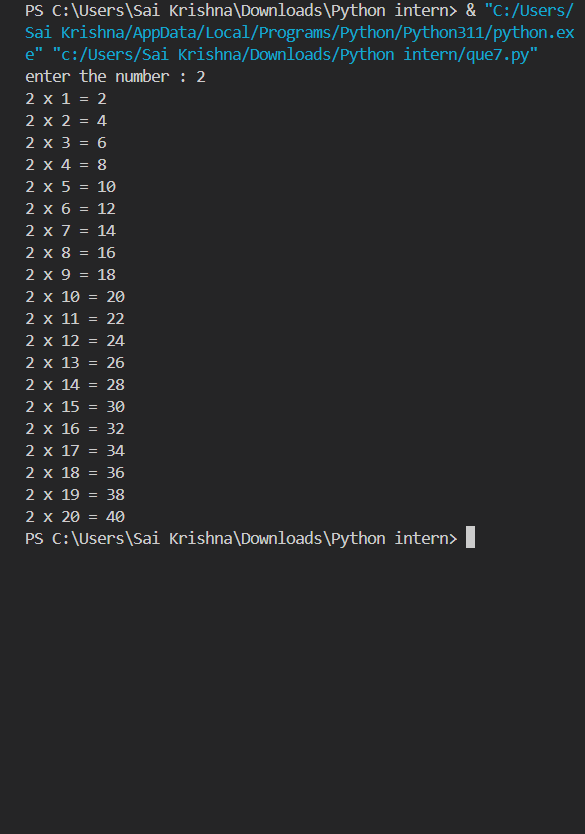 PS C:\Users\Sai Krishna\Downloads\Python intern> & "C:/Users/
Sai Krishna/AppData/Local/Programs/Python/Python311/python.ex
e" "c:/Users/Sai Krishna/Downloads/Python intern/que7.py"
enter the number : 2
2 x 1 = 2
2 x 2 = 4
2 x 3 = 6
2 x 4 = 8
2 x 5 = 10
2 x 6 = 12
2 x 7 = 14
2 x 8 = 16
2 x 9 = 18
2 x 10 = 20
2 x 11 = 22
2 x 12 = 24
2 x 13 = 26
2 x 14 = 28
2 x 15 = 30
2 x 16 = 32
2 x 17 = 34
2 x 18 = 36
2 x 19 = 38
2 x 20 = 40
PS C:\Users\Sai Krishna\Downloads\Python intern>